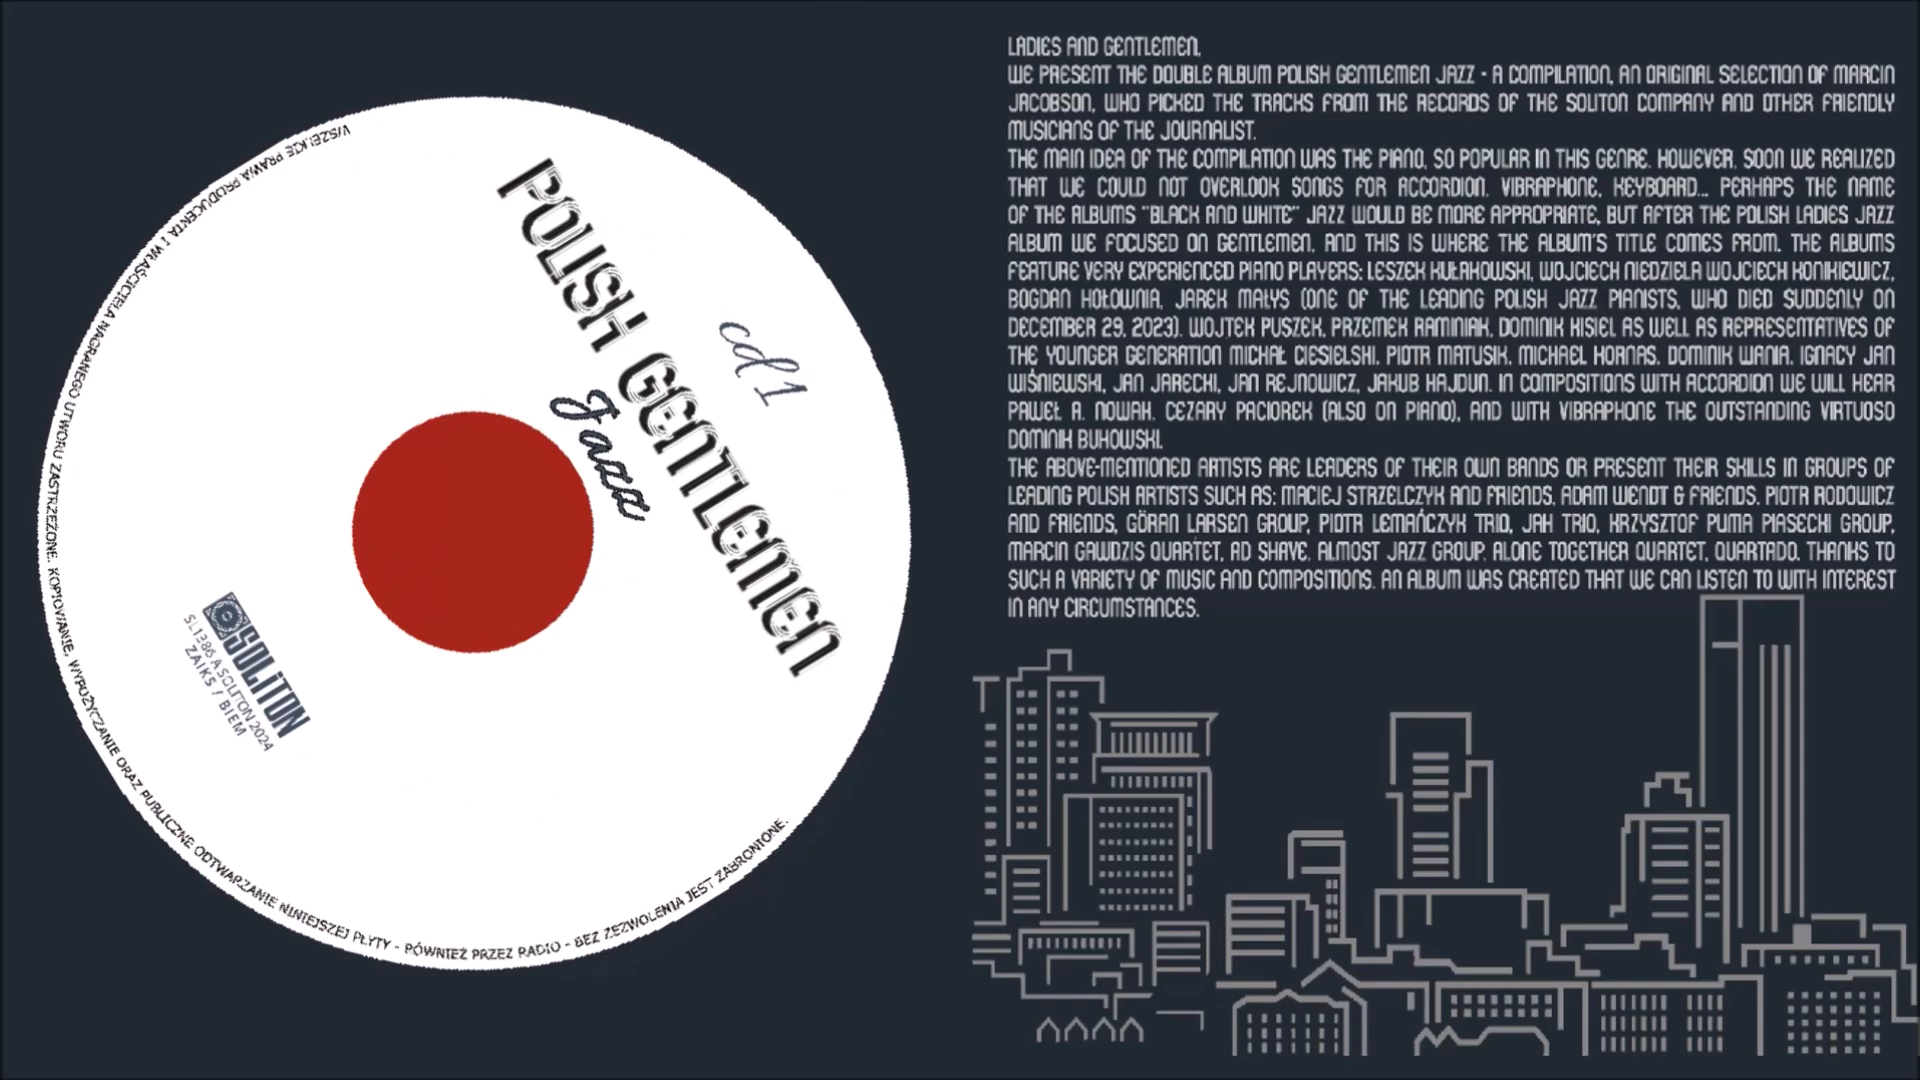 WSZELKIE PRAWA PRODUCENTA I WŁAŚCICIELA NAGRANEGO UTWORU ZASTRZEŻONE. KOPIOWANIE, WYPOŻYCZANIE ORAZ PUBLICZNE ODTWARZANIE NINIEJSZEJ PŁYTY - RÓWNIEŻ PRZEZ RADIO - BEZ ZEZWOLENIA JEST ZABRONIONE.
POLISH GENTLEMEN
Jazz
cd 1
SOLITON
SL1386 A SOLITON 2024
ZAIKS / BIEM
LADIES AND GENTLEMEN,
WE PRESENT THE DOUBLE ALBUM POLISH GENTLEMEN JAZZ - A COMPILATION, AN ORIGINAL SELECTION OF MARCIN
JACOBSON, WHO PICKED THE TRACKS FROM THE RECORDS OF THE SOLITON COMPANY AND OTHER FRIENDLY
MUSICIANS OF THE JOURNALIST.
THE MAIN IDEA OF THE COMPILATION WAS THE PIANO, SO POPULAR IN THIS GENRE. HOWEVER, SOON WE REALIZED
THAT WE COULD NOT OVERLOOK SONGS FOR ACCORDION, VIBRAPHONE, KEYBOARD... PERHAPS THE NAME
OF THE ALBUMS "BLACK AND WHITE" JAZZ WOULD BE MORE APPROPRIATE, BUT AFTER THE POLISH LADIES JAZZ
ALBUM WE FOCUSED ON GENTLEMEN, AND THIS IS WHERE THE ALBUM'S TITLE COMES FROM. THE ALBUMS
FEATURE VERY EXPERIENCED PIANO PLAYERS: LESZEK KUŁAKOWSKI, WOJCIECH NIEDZIELA WOJCIECH KONIKIEWICZ,
BOGDAN HOŁOWNIA, JAREK MAŁYS (ONE OF THE LEADING POLISH JAZZ PIANISTS, WHO DIED SUDDENLY ON
DECEMBER 29, 2023), WOJTEK PUSZEK, PRZEMEK RAMINIAK, DOMINIK KISIEL AS WELL AS REPRESENTATIVES OF
THE YOUNGER GENERATION MICHAŁ CIESIELSKI, PIOTR MATUSIK, MICHAEL KORNAS, DOMINIK WANIA, IGNACY JAN
WIŚNIEWSKI, JAN JARECKI, JAN REJNOWICZ, JAKUB HAJDUN. IN COMPOSITIONS WITH ACCORDION WE WILL HEAR
PAWEŁ A. NOWAK, CEZARY PACIOREK (ALSO ON PIANO), AND WITH VIBRAPHONE THE OUTSTANDING VIRTUOSO
DOMINIK BUKOWSKI.
THE ABOVE-MENTIONED ARTISTS ARE LEADERS OF THEIR OWN BANDS OR PRESENT THEIR SKILLS IN GROUPS OF
LEADING POLISH ARTISTS SUCH AS: MACIEJ STRZELCZYK AND FRIENDS, ADAM WENDT & FRIENDS, PIOTR RODOWICZ
AND FRIENDS, GÖRAN LARSEN GROUP, PIOTR LEMAŃCZYK TRIO, JAH TRIO, KRZYSZTOF PUMA PIASECKI GROUP,
MARCIN GAWDZIS QUARTET, AD SHAVE, ALMOST JAZZ GROUP, ALONE TOGETHER QUARTET, QUARTADO. THANKS TO
SUCH A VARIETY OF MUSIC AND COMPOSITIONS, AN ALBUM WAS CREATED THAT WE CAN LISTEN TO WITH INTEREST
IN ANY CIRCUMSTANCES.